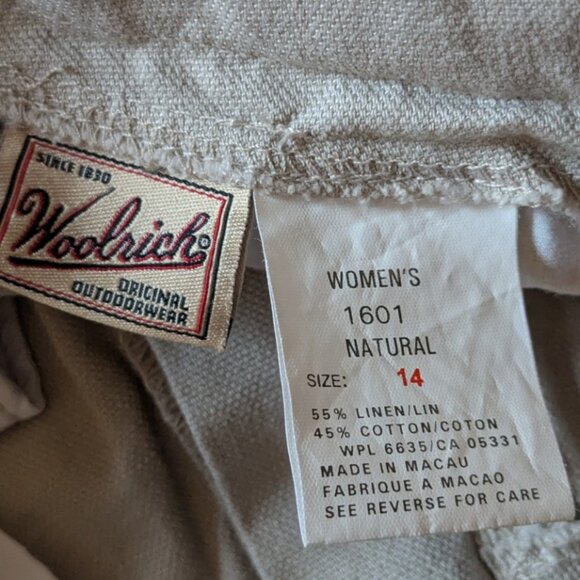 SINCE 1830
Woolrich®
ORIGINAL
OUTDOORWEAR
WOMEN'S
1601
NATURAL
SIZE: 14
55% LINEN/LIN
45% COTTON/COTON
WPL 6635/CA 05331
MADE IN MACAU
FABRIQUE A MACAO
SEE REVERSE FOR CARE